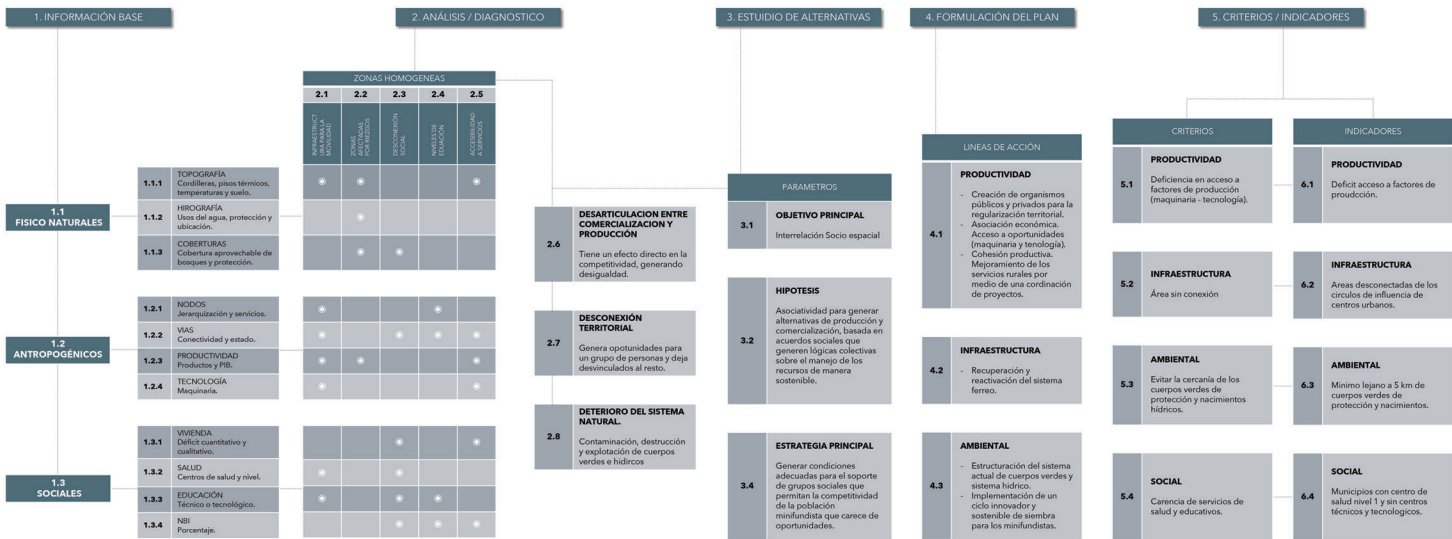 1. INFORMACIÓN BASE
2. ANÁLISIS / DIAGNOSTICO
3. ESTUIDIO DE ALTERNATIVAS
4. FORMULACIÓN DEL PLAN
5. CRITERIOS / INDICADORES
1.1
FISICO NATURALES
1.1.1
TOPOGRAFÍA
Cordilleras, pisos térmicos,
temperaturas y suelo.
1.1.2
HIROGRAFÍA
Usos del agua, protección y
ubicación.
1.1.3
COBERTURAS
Cobertura aprovechable de
bosques y protección.
1.2
ANTROPOGÉNICOS
1.2.1
NODOS
Jerarquización y servicios.
1.2.2
VIAS
Conectividad y estado.
1.2.3
PRODUCTIVIDAD
Productos y PIB.
1.2.4
TECNOLOGÍA
Maquinaria.
1.3
SOCIALES
1.3.1
VIVIENDA
Déficit cuantitativo y
cualitativo.
1.3.2
SALUD
Centros de salud y nivel.
1.3.3
EDUCACIÓN
Técnico o tecnológico.
1.3.4
NBI
Porcentaje.
ZONAS HOMOGENEAS
2.1
2.2
2.3
2.4
2.5
INFRAESTRUCT
URA PARA LA
MOVILIDAD
ZONAS
AFECTADAS
POR RIEZGOS
DESCONEXIÓN
SOCIAL
NIVELES DE
EDUACIÓN
ACCESIBILIDAD
A SERVICIOS
2.6
DESARTICULACION ENTRE
COMERCIALIZACION Y
PRODUCCIÓN
Tiene un efecto directo en la
competitividad, generando
desigualdad.
2.7
DESCONEXIÓN
TERRITORIAL
Genera opotunidades para
un grupo de personas y deja
desvinculados al resto.
2.8
DETERIORO DEL SISTEMA
NATURAL.
Contaminación, destrucción
y explotación de cuerpos
verdes e hidircos
PARAMETROS
3.1
OBJETIVO PRINCIPAL
Interrelación Socio espacial
3.2
HIPOTESIS
Asociatividad para generar
alternativas de producción y
comercialización, basada en
acuerdos sociales que
generen lógicas colectivas
sobre el manejo de los
recursos de manera
sostenible.
3.4
ESTRATEGIA PRINCIPAL
Generar condiciones
adecuadas para el soporte
de grupos sociales que
permitan la competitividad
de la población
minifundista que carece de
oportunidades.
LINEAS DE ACCIÓN
4.1
PRODUCTIVIDAD
- Creación de organismos
públicos y privados para la
regularización territorial.
- Asociación económica.
Acceso a oportunidades
(maquinaria y tenología).
- Cohesión productiva.
Mejoramiento de los
servicios rurales por
medio de una cordinación
de proyectos.
4.2
INFRAESTRUCTURA
- Recuperación y
reactivación del sistema
ferreo.
4.3
AMBIENTAL
- Estructuración del sistema
actual de cuerpos verdes y
sistema hidrico.
- Implementación de un
ciclo innovador y
sostenible de siembra
para los minifundistas.
CRITERIOS
5.1
PRODUCTIVIDAD
Deficiencia en acceso a
factores de producción
(maquinaria - tecnología).
5.2
INFRAESTRUCTURA
Área sin conexión
5.3
AMBIENTAL
Evitar la cercanía de los
cuerpos verdes de
protección y nacimientos
hídricos.
5.4
SOCIAL
Carencia de servicios de
salud y educativos.
INDICADORES
6.1
PRODUCTIVIDAD
Deficit acceso a factores de
proudcción.
6.2
INFRAESTRUCTURA
Areas desconectadas de los
circulos de influencia de
centros urbanos.
6.3
AMBIENTAL
Minimo lejano a 5 km de
cuerpos verdes de
protección y nacimientos.
6.4
SOCIAL
Municipios con centro de
salud nivel 1 y sin centros
técnicos y tecnologicos.